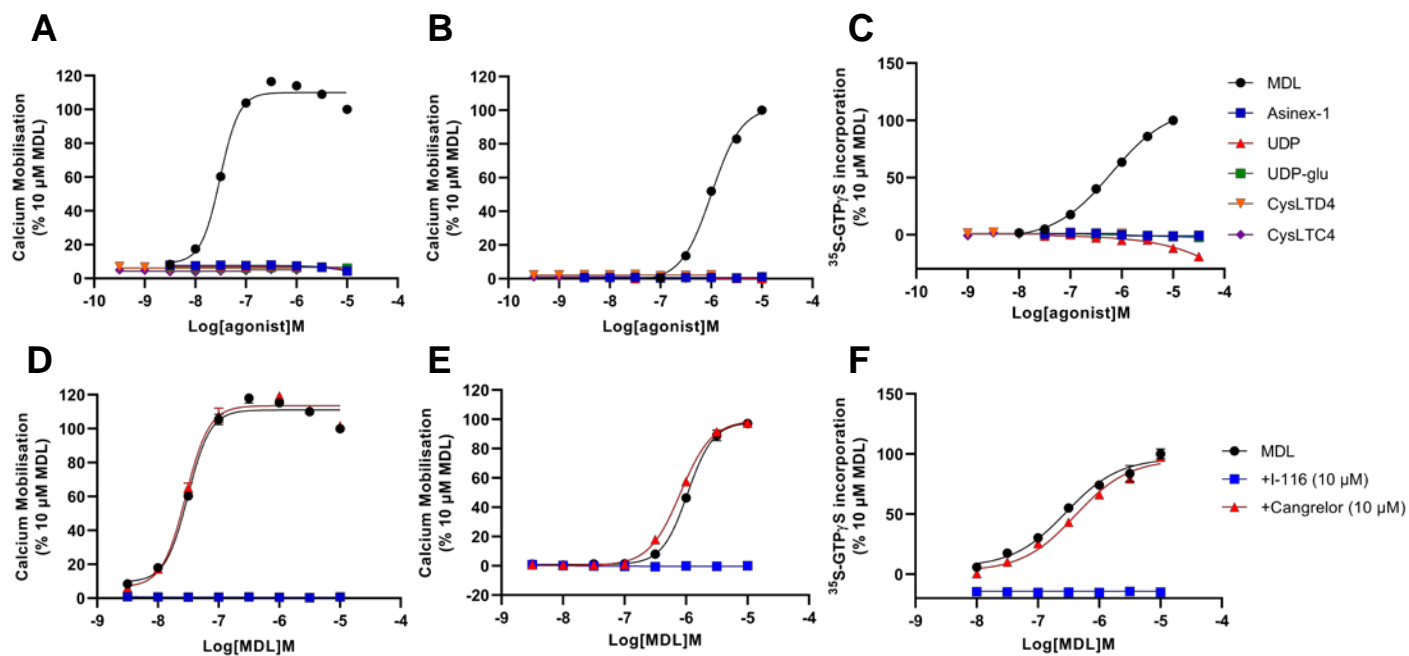 A
Calcium Mobilisation
(% 10 µM MDL)
120
100
80
60
40
20
0
-10 -9 -8 -7 -6 -5 -4
Log[agonist]M
B
Calcium Mobilisation
(% 10 µM MDL)
120
100
80
60
40
20
0
-10 -9 -8 -7 -6 -5 -4
Log[agonist]M
C
³⁵S-GTPγS incorporation
(% 10 µM MDL)
150
100
50
0
-10 -9 -8 -7 -6 -5 -4
Log[agonist]M
MDL
Asinex-1
UDP
UDP-glu
CysLTD4
CysLTC4
D
Calcium Mobilisation
(% 10 µM MDL)
120
100
80
60
40
20
0
-9 -8 -7 -6 -5 -4
Log[MDL]M
E
Calcium Mobilisation
(% 10 µM MDL)
120
100
80
60
40
20
0
-20
-9 -8 -7 -6 -5 -4
Log[MDL]M
F
³⁵S-GTPγS incorporation
(% 10 µM MDL)
150
100
50
0
-9 -8 -7 -6 -5 -4
Log[MDL]M
MDL
+I-116 (10 µM)
+Cangrelor (10 µM)